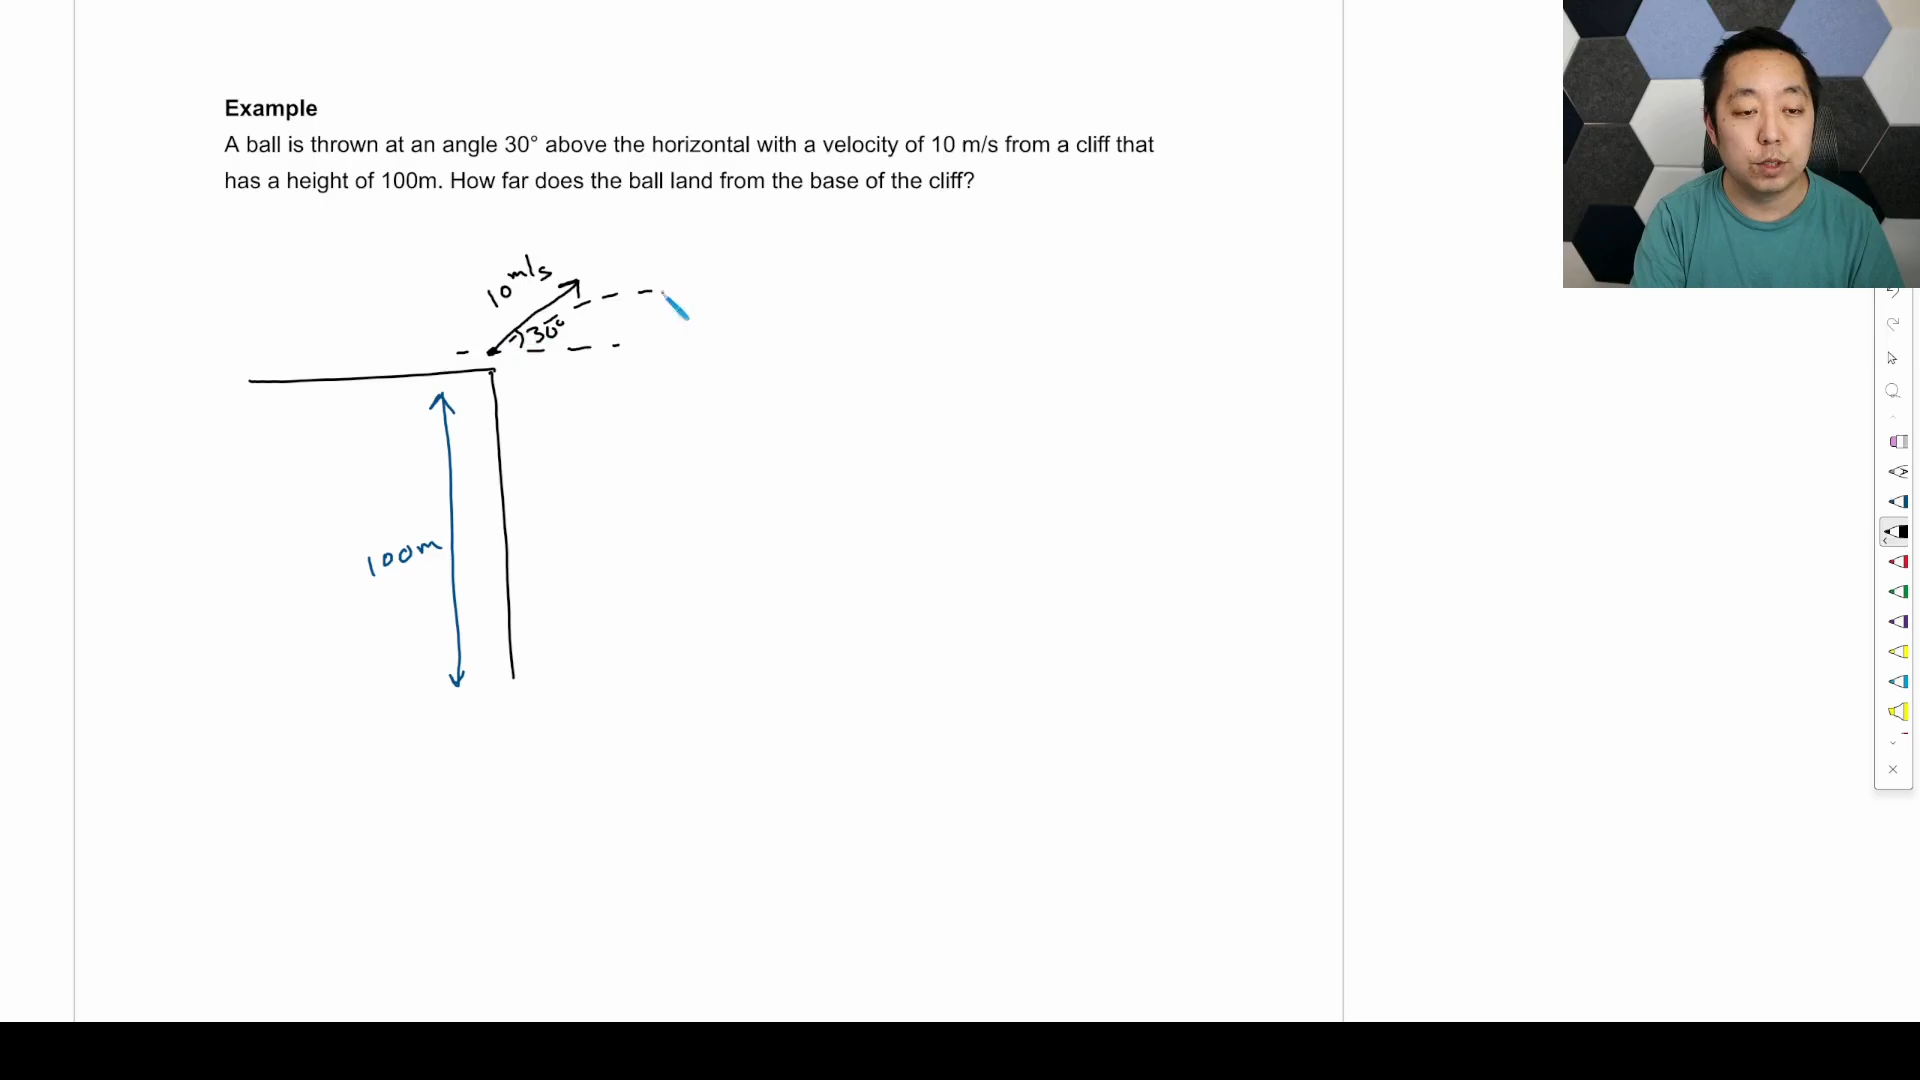 Example
A ball is thrown at an angle 30° above the horizontal with a velocity of 10 m/s from a cliff that
has a height of 100m. How far does the ball land from the base of the cliff?
10 m/s
30°
100m